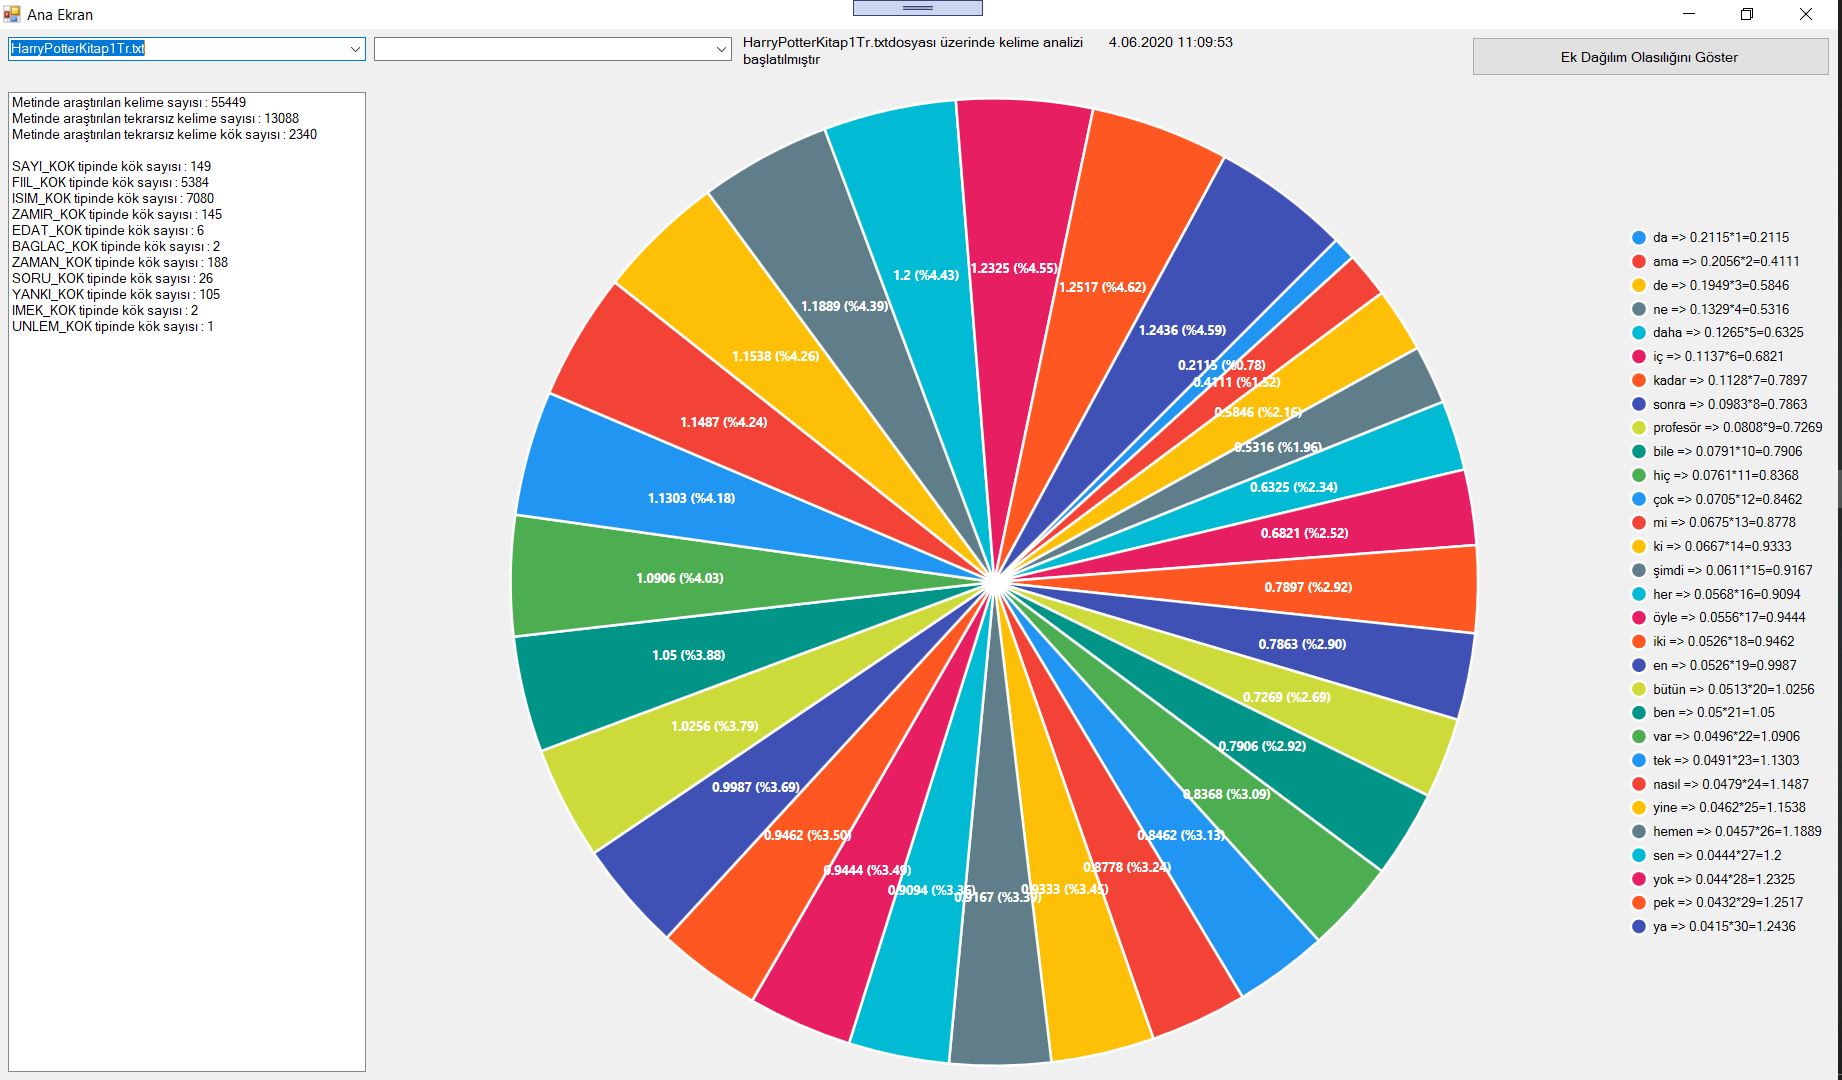 Ana Ekran
HarryPotterKitap1Tr.txt
HarryPotterKitap1Tr.txtdosyası üzerinde kelime analizi
başlatılmıştır
4.06.2020 11:09:53
Ek Dağılım Olasılığını Göster
Metinde araştırılan kelime sayısı : 55449
Metinde araştırılan tekrarsız kelime sayısı : 13088
Metinde araştırılan tekrarsız kelime kök sayısı : 2340
SAYI_KOK tipinde kök sayısı : 149
FIIL_KOK tipinde kök sayısı : 5384
ISIM_KOK tipinde kök sayısı : 7080
ZAMIR_KOK tipinde kök sayısı : 145
EDAT_KOK tipinde kök sayısı : 6
BAGLAC_KOK tipinde kök sayısı : 2
ZAMAN_KOK tipinde kök sayısı : 188
SORU_KOK tipinde kök sayısı : 26
YANKI_KOK tipinde kök sayısı : 105
IMEK_KOK tipinde kök sayısı : 2
UNLEM_KOK tipinde kök sayısı : 1
0.2115 (%0.78)
0.4111 (%1.52)
0.5846 (%2.16)
0.5316 (%1.96)
0.6325 (%2.34)
0.6821 (%2.52)
0.7897 (%2.92)
0.7863 (%2.90)
0.7269 (%2.69)
0.7906 (%2.92)
0.8368 (%3.09)
0.8462 (%3.13)
0.8778 (%3.24)
0.9333 (%3.45)
0.9167 (%3.39)
0.9094 (%3.36)
0.9444 (%3.49)
0.9462 (%3.50)
0.9987 (%3.69)
1.0256 (%3.79)
1.05 (%3.88)
1.0906 (%4.03)
1.1303 (%4.18)
1.1487 (%4.24)
1.1538 (%4.26)
1.1889 (%4.39)
1.2 (%4.43)
1.2325 (%4.55)
1.2517 (%4.62)
1.2436 (%4.59)
da => 0.2115*1=0.2115
ama => 0.2056*2=0.4111
de => 0.1949*3=0.5846
ne => 0.1329*4=0.5316
daha => 0.1265*5=0.6325
iç => 0.1137*6=0.6821
kadar => 0.1128*7=0.7897
sonra => 0.0983*8=0.7863
profesör => 0.0808*9=0.7269
bile => 0.0791*10=0.7906
hiç => 0.0761*11=0.8368
çok => 0.0705*12=0.8462
mi => 0.0675*13=0.8778
ki => 0.0667*14=0.9333
şimdi => 0.0611*15=0.9167
her => 0.0568*16=0.9094
öyle => 0.0556*17=0.9444
iki => 0.0526*18=0.9462
en => 0.0526*19=0.9987
bütün => 0.0513*20=1.0256
ben => 0.05*21=1.05
var => 0.0496*22=1.0906
tek => 0.0491*23=1.1303
nasıl => 0.0479*24=1.1487
yine => 0.0462*25=1.1538
hemen => 0.0457*26=1.1889
sen => 0.0444*27=1.2
yok => 0.044*28=1.2325
pek => 0.0432*29=1.2517
ya => 0.0415*30=1.2436